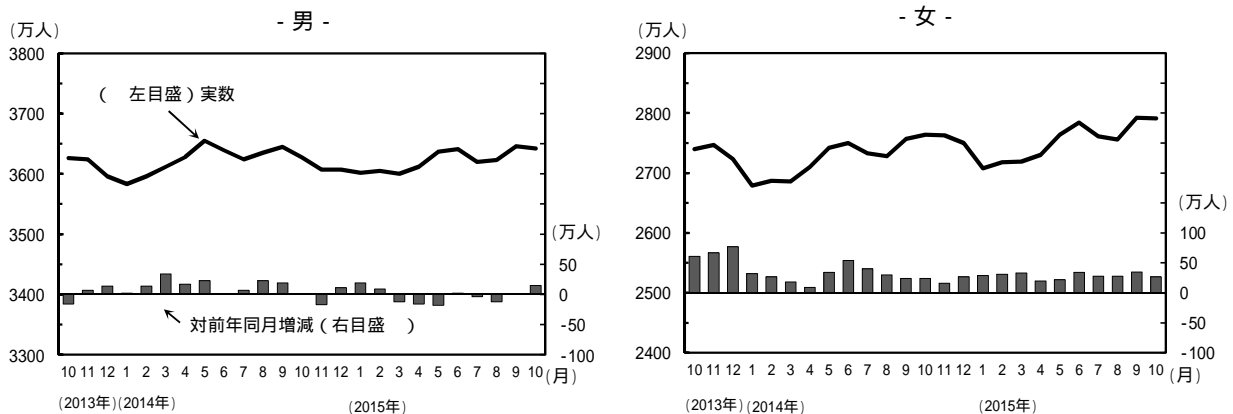 - 男 -
(万人)
3800
3700
3600
3500
3400
3300
( 左目盛)実数
(万人)
50
0
-50
-100
対前年同月増減(右目盛 )
10 11 12 1 2 3 4 5 6 7 8 9 10 11 12 1 2 3 4 5 6 7 8 9 10 (月)
(2013年)(2014年) (2015年)
- 女 -
(万人)
2900
2800
2700
2600
2500
2400
(万人)
100
50
0
-50
-100
10 11 12 1 2 3 4 5 6 7 8 9 10 11 12 1 2 3 4 5 6 7 8 9 10 (月)
(2013年) (2014年) (2015年)